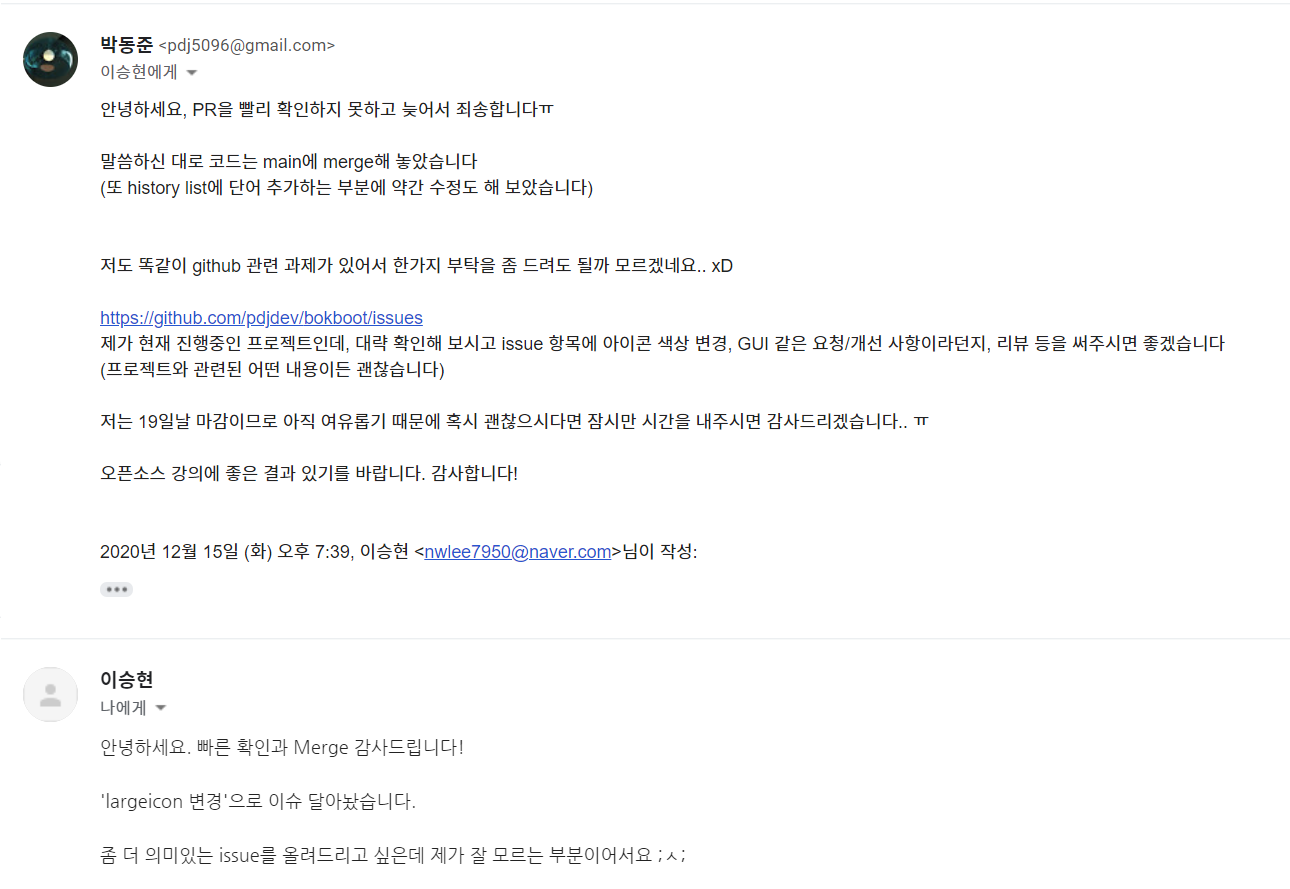 박동준 <pdj5096@gmail.com>
이승현에게
안녕하세요, PR을 빨리 확인하지 못하고 늦어서 죄송합니다ㅠ
말씀하신 대로 코드는 main에 merge해 놓았습니다
(또 history list에 단어 추가하는 부분에 약간 수정도 해 보았습니다)
저도 똑같이 github 관련 과제가 있어서 한가지 부탁을 좀 드려도 될까 모르겠네요.. xD
https://github.com/pdjdev/bokboot/issues
제가 현재 진행중인 프로젝트인데, 대략 확인해 보시고 issue 항목에 아이콘 색상 변경, GUI 같은 요청/개선 사항이라던지, 리뷰 등을 써주시면 좋겠습니다
(프로젝트와 관련된 어떤 내용이든 괜찮습니다)
저는 19일날 마감이므로 아직 여유롭기 때문에 혹시 괜찮으시다면 잠시만 시간을 내주시면 감사드리겠습니다.. ㅠ
오픈소스 강의에 좋은 결과 있기를 바랍니다. 감사합니다!
2020년 12월 15일 (화) 오후 7:39, 이승현 <nwlee7950@naver.com>님이 작성:
이승현
나에게
안녕하세요. 빠른 확인과 Merge 감사드립니다!
'largeicon 변경'으로 이슈 달아놨습니다.
좀 더 의미있는 issue를 올려드리고 싶은데 제가 잘 모르는 부분이어서요 ;ㅅ;